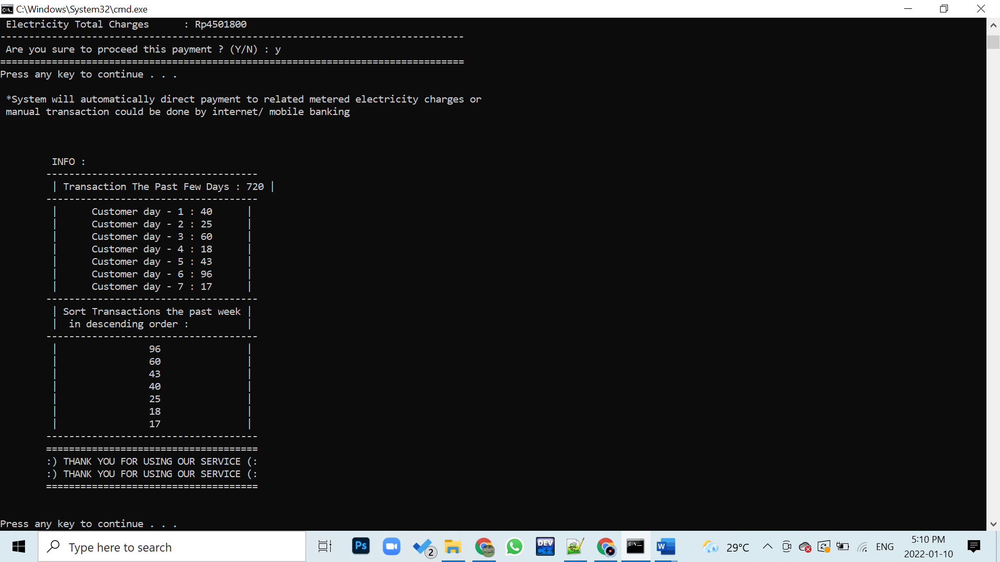 C:\Windows\System32\cmd.exe
Electricity Total Charges      : Rp4501800
---------------------------------------------------------------------------------
Are you sure to proceed this payment ? (Y/N) : y
=================================================================================
Press any key to continue . . .
*System will automatically direct payment to related metered electricity charges or
manual transaction could be done by internet/ mobile banking
INFO :
-------------------------------------
| Transaction The Past Few Days : 720 |
-------------------------------------
|      Customer day - 1 : 40      |
|      Customer day - 2 : 25      |
|      Customer day - 3 : 60      |
|      Customer day - 4 : 18      |
|      Customer day - 5 : 43      |
|      Customer day - 6 : 96      |
|      Customer day - 7 : 17      |
-------------------------------------
| Sort Transactions the past week |
|  in descending order :          |
-------------------------------------
|                96               |
|                60               |
|                43               |
|                40               |
|                25               |
|                18               |
|                17               |
-------------------------------------
=====================================
:) THANK YOU FOR USING OUR SERVICE (:
:) THANK YOU FOR USING OUR SERVICE (:
=====================================
Press any key to continue . . .
Type here to search
Ps
2
DEV
C++
C:\_
W
29°C
ENG
5:10 PM
2022-01-10